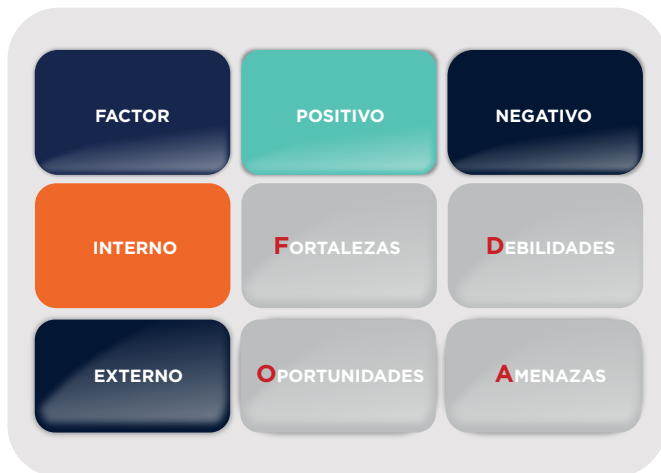 FACTOR
POSITIVO
NEGATIVO
INTERNO
FORTALEZAS
DEBILIDADES
EXTERNO
OPORTUNIDADES
AMENAZAS